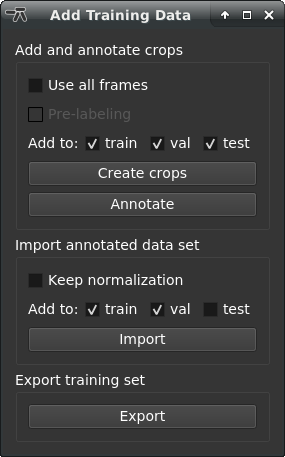 Add Training Data
Add and annotate crops
Use all frames
Pre-labeling
Add to: train val test
Create crops
Annotate
Import annotated data set
Keep normalization
Add to: train val test
Import
Export training set
Export